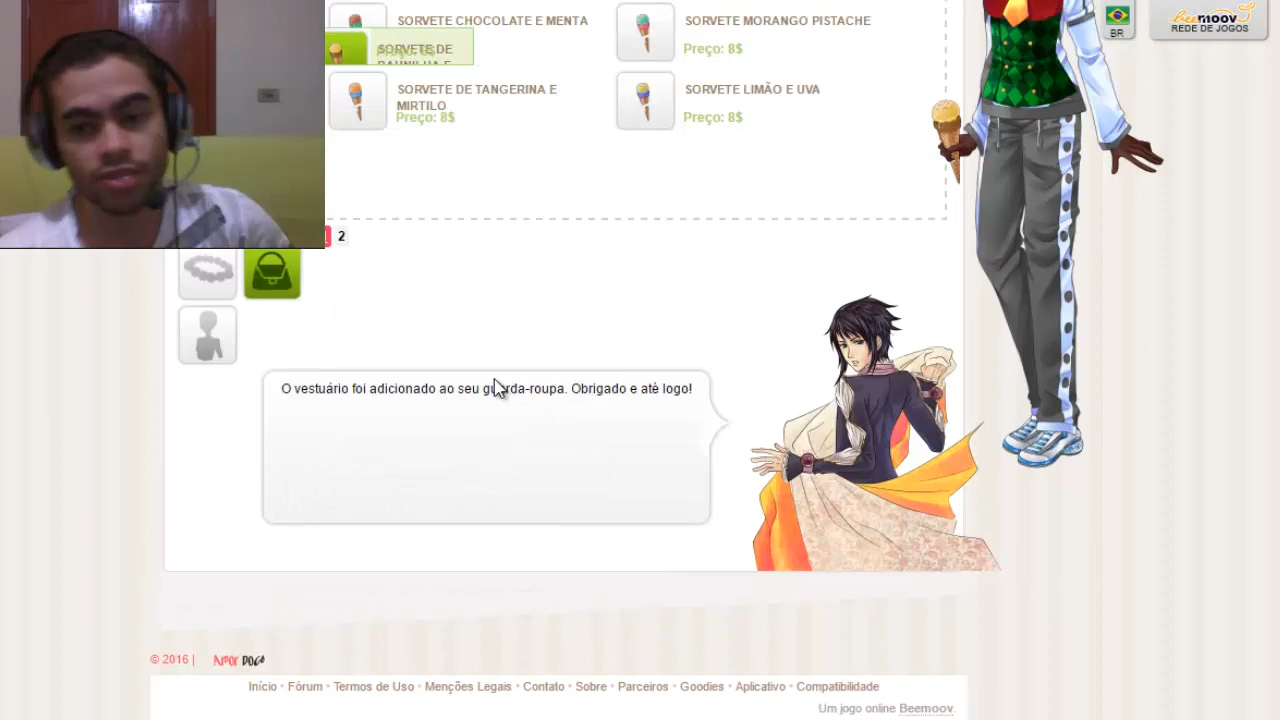 SORVETE CHOCOLATE E MENTA
SORVETE MORANGO PISTACHE
Preço: 8$
SORVETE DE
BAUNILHA E
SORVETE DE TANGERINA E
MIRTILO
Preço: 8$
SORVETE LIMÃO E UVA
Preço: 8$
BR
beemoov
REDE DE JOGOS
2
O vestuário foi adicionado ao seu guarda-roupa. Obrigado e até logo!
© 2016 |
AmoR DOCe
Início • Fórum • Termos de Uso • Menções Legais • Contato • Sobre • Parceiros • Goodies • Aplicativo • Compatibilidade
Um jogo online Beemoov.